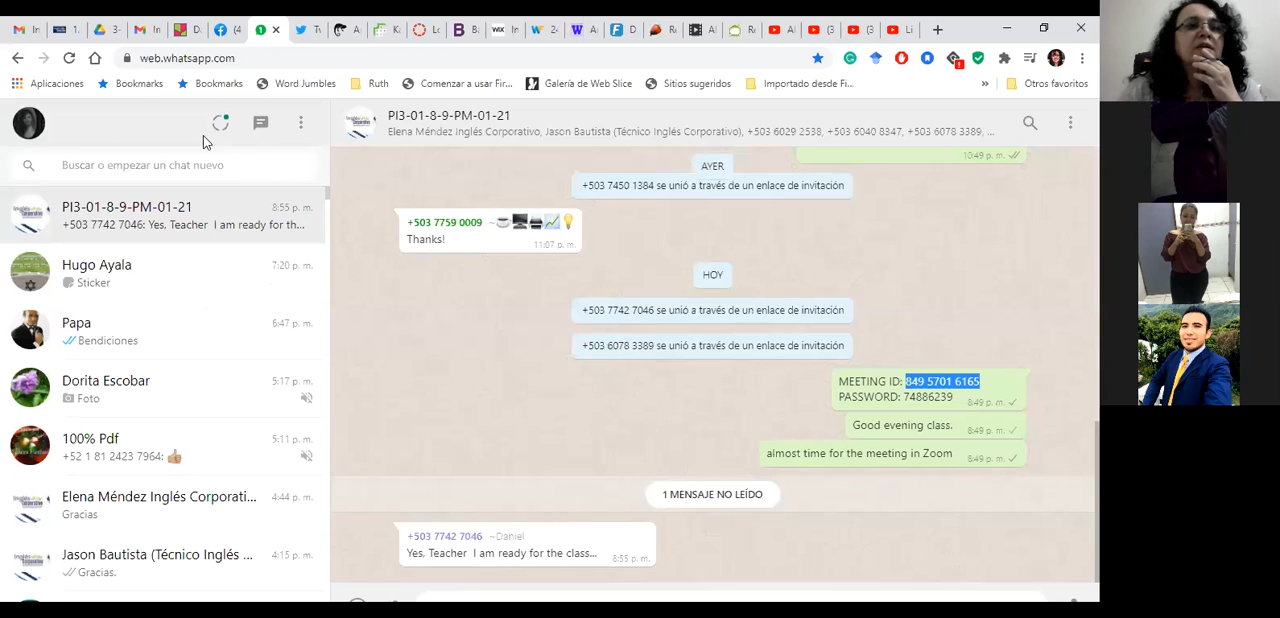 web.whatsapp.com
Aplicaciones
Bookmarks
Bookmarks
Word Jumbles
Ruth
Comenzar a usar Fir...
Galería de Web Slice
Sitios sugeridos
Importado desde Fi...
»
Otros favoritos
Buscar o empezar un chat nuevo
PI3-01-8-9-PM-01-21
8:55 p. m.
+503 7742 7046: Yes, Teacher I am ready for th...
Hugo Ayala
7:20 p. m.
Sticker
Papa
6:47 p. m.
Bendiciones
Dorita Escobar
5:17 p. m.
Foto
100% Pdf
5:11 p. m.
+52 1 81 2423 7964: 👍
Elena Méndez Inglés Corporati...
4:44 p. m.
Gracias
Jason Bautista (Técnico Inglés ...
4:15 p. m.
Gracias.
PI3-01-8-9-PM-01-21
Elena Méndez inglés Corporativo, Jason Bautista (Técnico Inglés Corporativo), +503 6029 2538, +503 6040 8347, +503 6078 3389, ...
10:49 p. m.
AYER
+503 7450 1384 se unió a través de un enlace de invitación
+503 7759 0009 ~☕🖥🖨📈💡
Thanks!
11:07 p. m.
HOY
+503 7742 7046 se unió a través de un enlace de invitación
+503 6078 3389 se unió a través de un enlace de invitación
MEETING ID: 849 5701 6165
PASSWORD: 74886239
8:49 p. m.
Good evening class.
8:49 p. m.
almost time for the meeting in Zoom
8:49 p. m.
1 MENSAJE NO LEÍDO
+503 7742 7046 ~Daniel
Yes, Teacher I am ready for the class...
8:55 p. m.